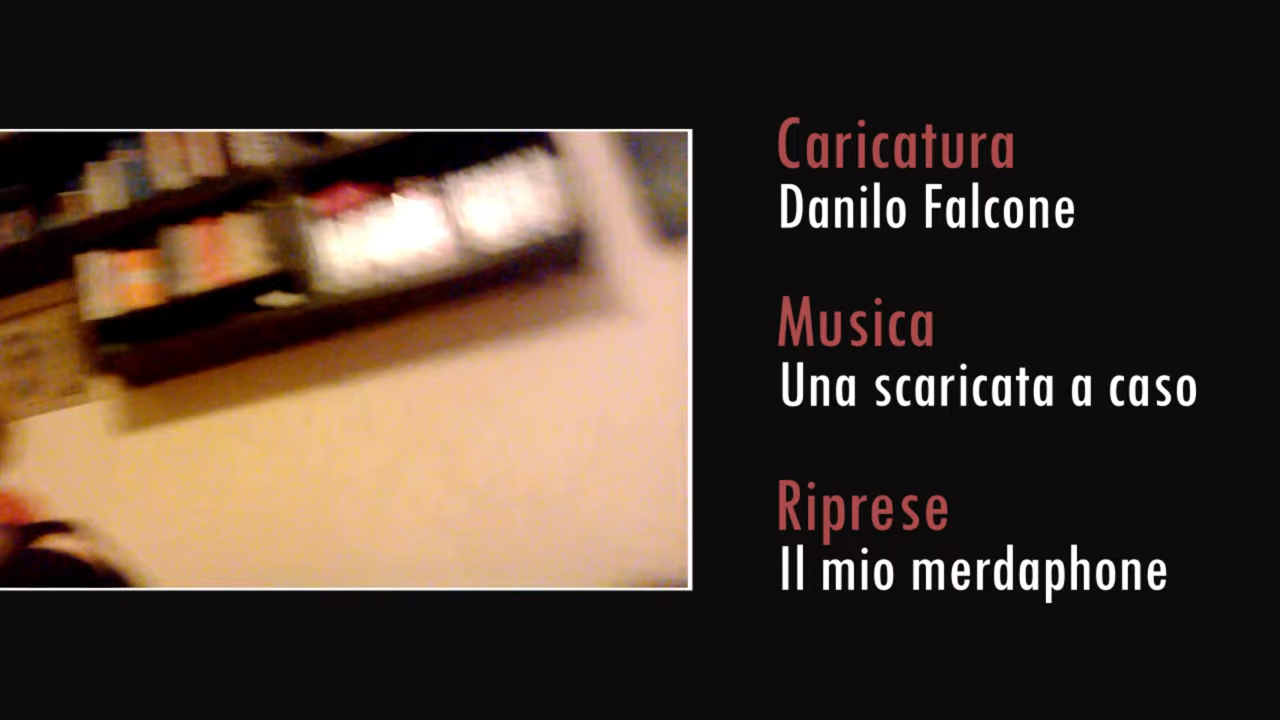 Caricatura
Danilo Falcone
Musica
Una scaricata a caso
Riprese
Il mio merdaphone